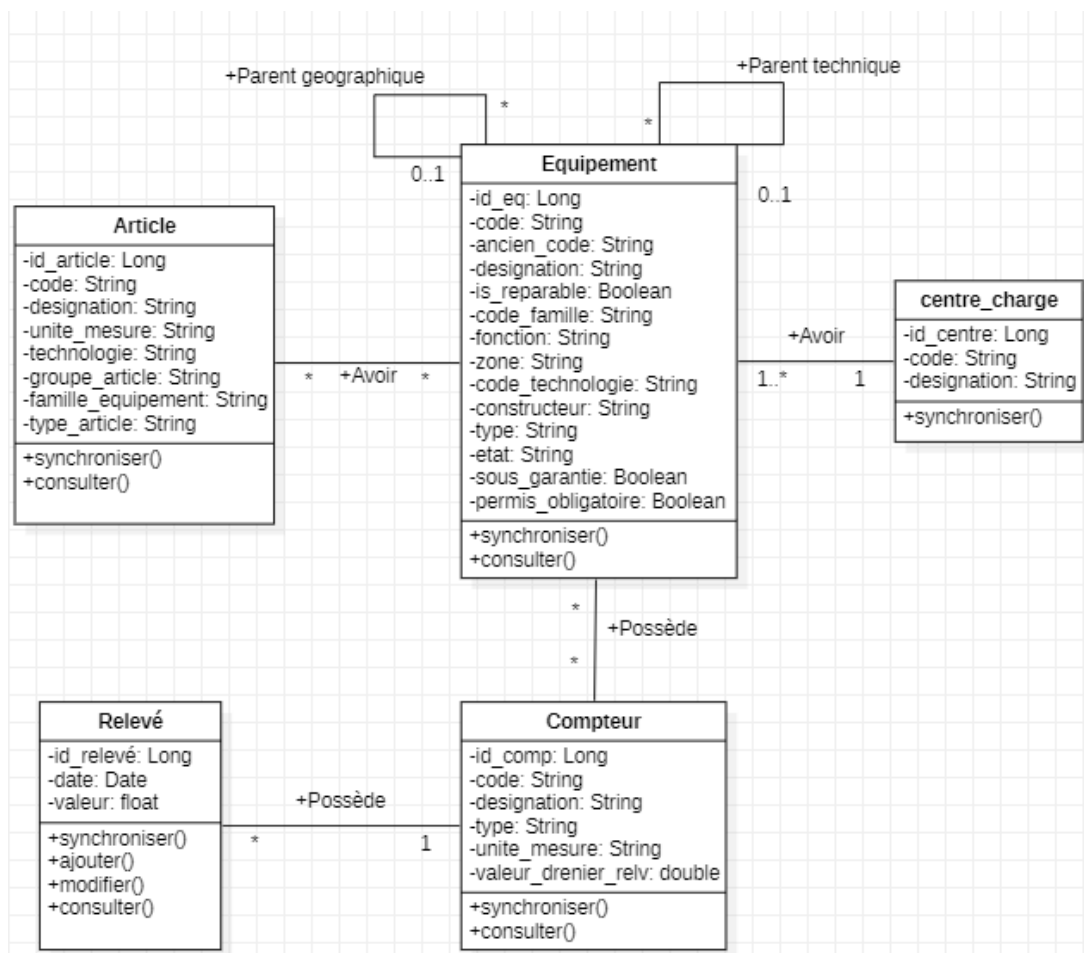 +Parent geographique
*
0..1
+Parent technique
*
0..1
Equipement
-id_eq: Long
-code: String
-ancien_code: String
-designation: String
-is_reparable: Boolean
-code_famille: String
-fonction: String
-zone: String
-code_technologie: String
-constructeur: String
-type: String
-etat: String
-sous_garantie: Boolean
-permis_obligatoire: Boolean
+synchroniser()
+consulter()
Article
-id_article: Long
-code: String
-designation: String
-unite_mesure: String
-technologie: String
-groupe_article: String
-famille_equipement: String
-type_article: String
+synchroniser()
+consulter()
* +Avoir *
+Avoir
1..* 1
centre_charge
-id_centre: Long
-code: String
-designation: String
+synchroniser()
*
+Possède
*
Relevé
-id_relevé: Long
-date: Date
-valeur: float
+synchroniser()
+ajouter()
+modifier()
+consulter()
+Possède
* 1
Compteur
-id_comp: Long
-code: String
-designation: String
-type: String
-unite_mesure: String
-valeur_drenier_relv: double
+synchroniser()
+consulter()